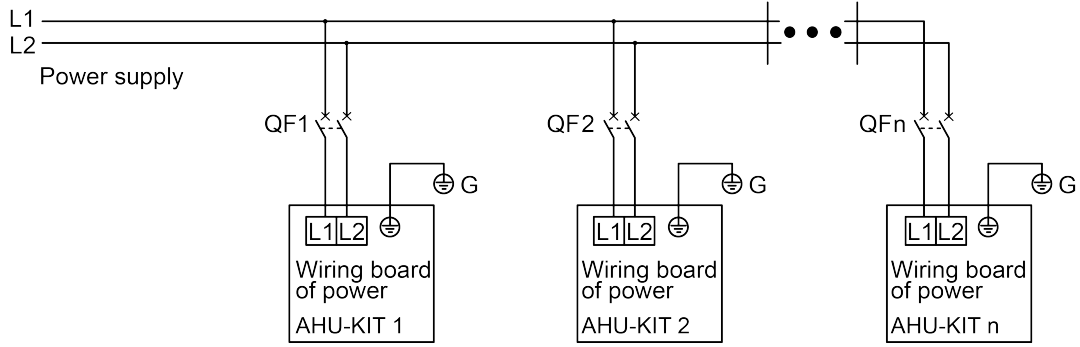 L1
L2
Power supply
QF1
QF2
QFn
G
G
G
L1 L2
L1 L2
L1 L2
Wiring board
of power
AHU-KIT 1
Wiring board
of power
AHU-KIT 2
Wiring board
of power
AHU-KIT n